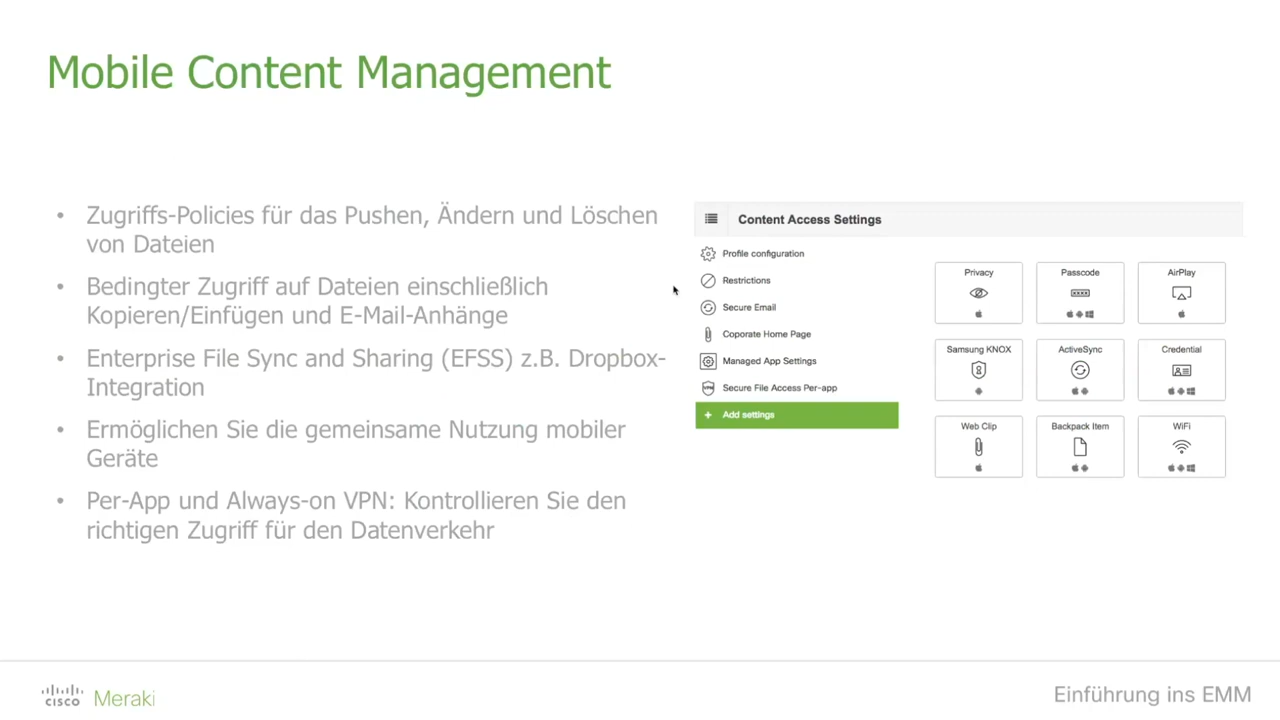 Mobile Content Management
• Zugriffs-Policies für das Pushen, Ändern und Löschen
von Dateien
• Bedingter Zugriff auf Dateien einschließlich
Kopieren/Einfügen und E-Mail-Anhänge
• Enterprise File Sync and Sharing (EFSS) z.B. Dropbox-
Integration
• Ermöglichen Sie die gemeinsame Nutzung mobiler
Geräte
• Per-App und Always-on VPN: Kontrollieren Sie den
richtigen Zugriff für den Datenverkehr
Content Access Settings
Profile configuration
Restrictions
Secure Email
Coporate Home Page
Managed App Settings
VPN Secure File Access Per-app
+ Add settings
Privacy Passcode AirPlay
Samsung KNOX ActiveSync Credential
Web Clip Backpack Item WiFi
CISCO Meraki
Einführung ins EMM